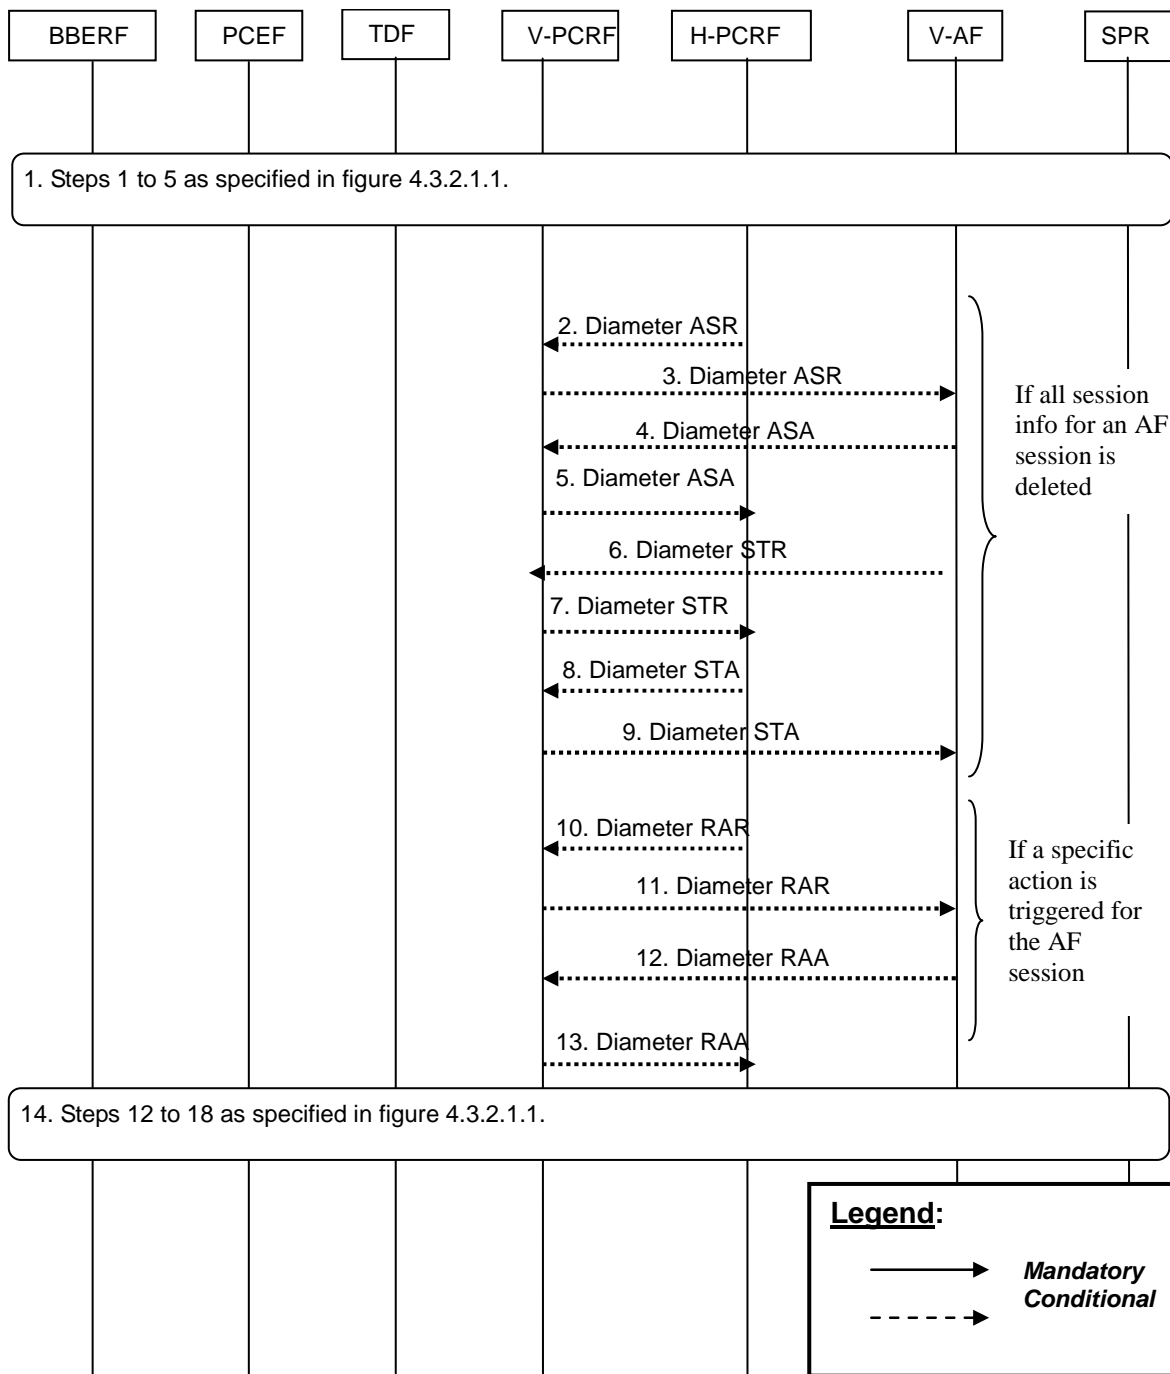 BBERF
PCEF
TDF
V-PCRF
H-PCRF
V-AF
SPR
1. Steps 1 to 5 as specified in figure 4.3.2.1.1.
2. Diameter ASR
3. Diameter ASR
4. Diameter ASA
5. Diameter ASA
6. Diameter STR
7. Diameter STR
8. Diameter STA
9. Diameter STA
If all session
info for an AF
session is
deleted
10. Diameter RAR
11. Diameter RAR
12. Diameter RAA
13. Diameter RAA
If a specific
action is
triggered for
the AF
session
14. Steps 12 to 18 as specified in figure 4.3.2.1.1.
Legend:
Mandatory
Conditional